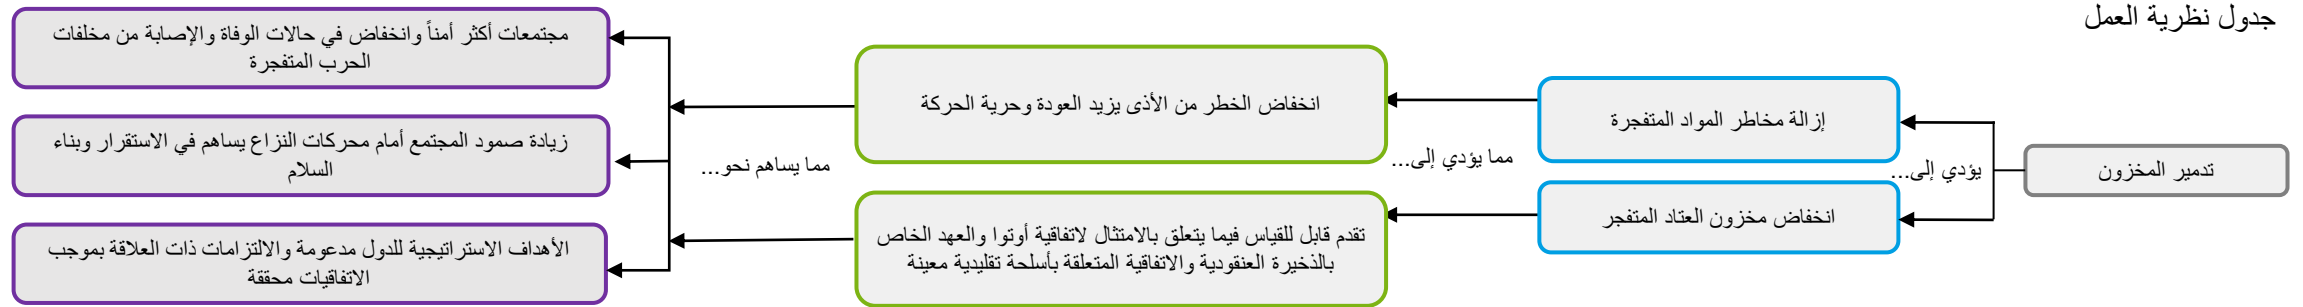 جدول نظرية العمل
تدمير المخزون
يؤدي إلى...
إزالة مخاطر المواد المتفجرة
انخفاض مخزون العتاد المتفجر
مما يؤدي إلى...
انخفاض الخطر من الأذى يزيد العودة وحرية الحركة
تقدم قابل للقياس فيما يتعلق بالامتثال لاتفاقية أوتوا والعهد الخاص
بالذخيرة العنقودية والاتفاقية المتعلقة بأسلحة تقليدية معينة
مما يساهم نحو...
مجتمعات أكثر أمناً وانخفاض في حالات الوفاة والإصابة من مخلفات
الحرب المتفجرة
زيادة صمود المجتمع أمام محركات النزاع يساهم في الاستقرار وبناء
السلام
الأهداف الاستراتيجية للدول مدعومة والالتزامات ذات العلاقة بموجب
الاتفاقيات محققة